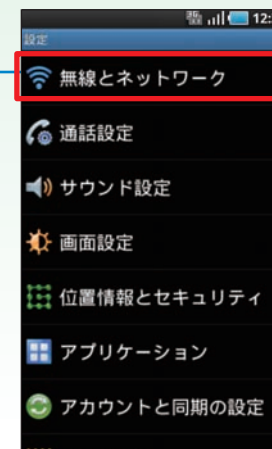 12:
設定
無線とネットワーク
通話設定
サウンド設定
画面設定
位置情報とセキュリティ
アプリケーション
アカウントと同期の設定